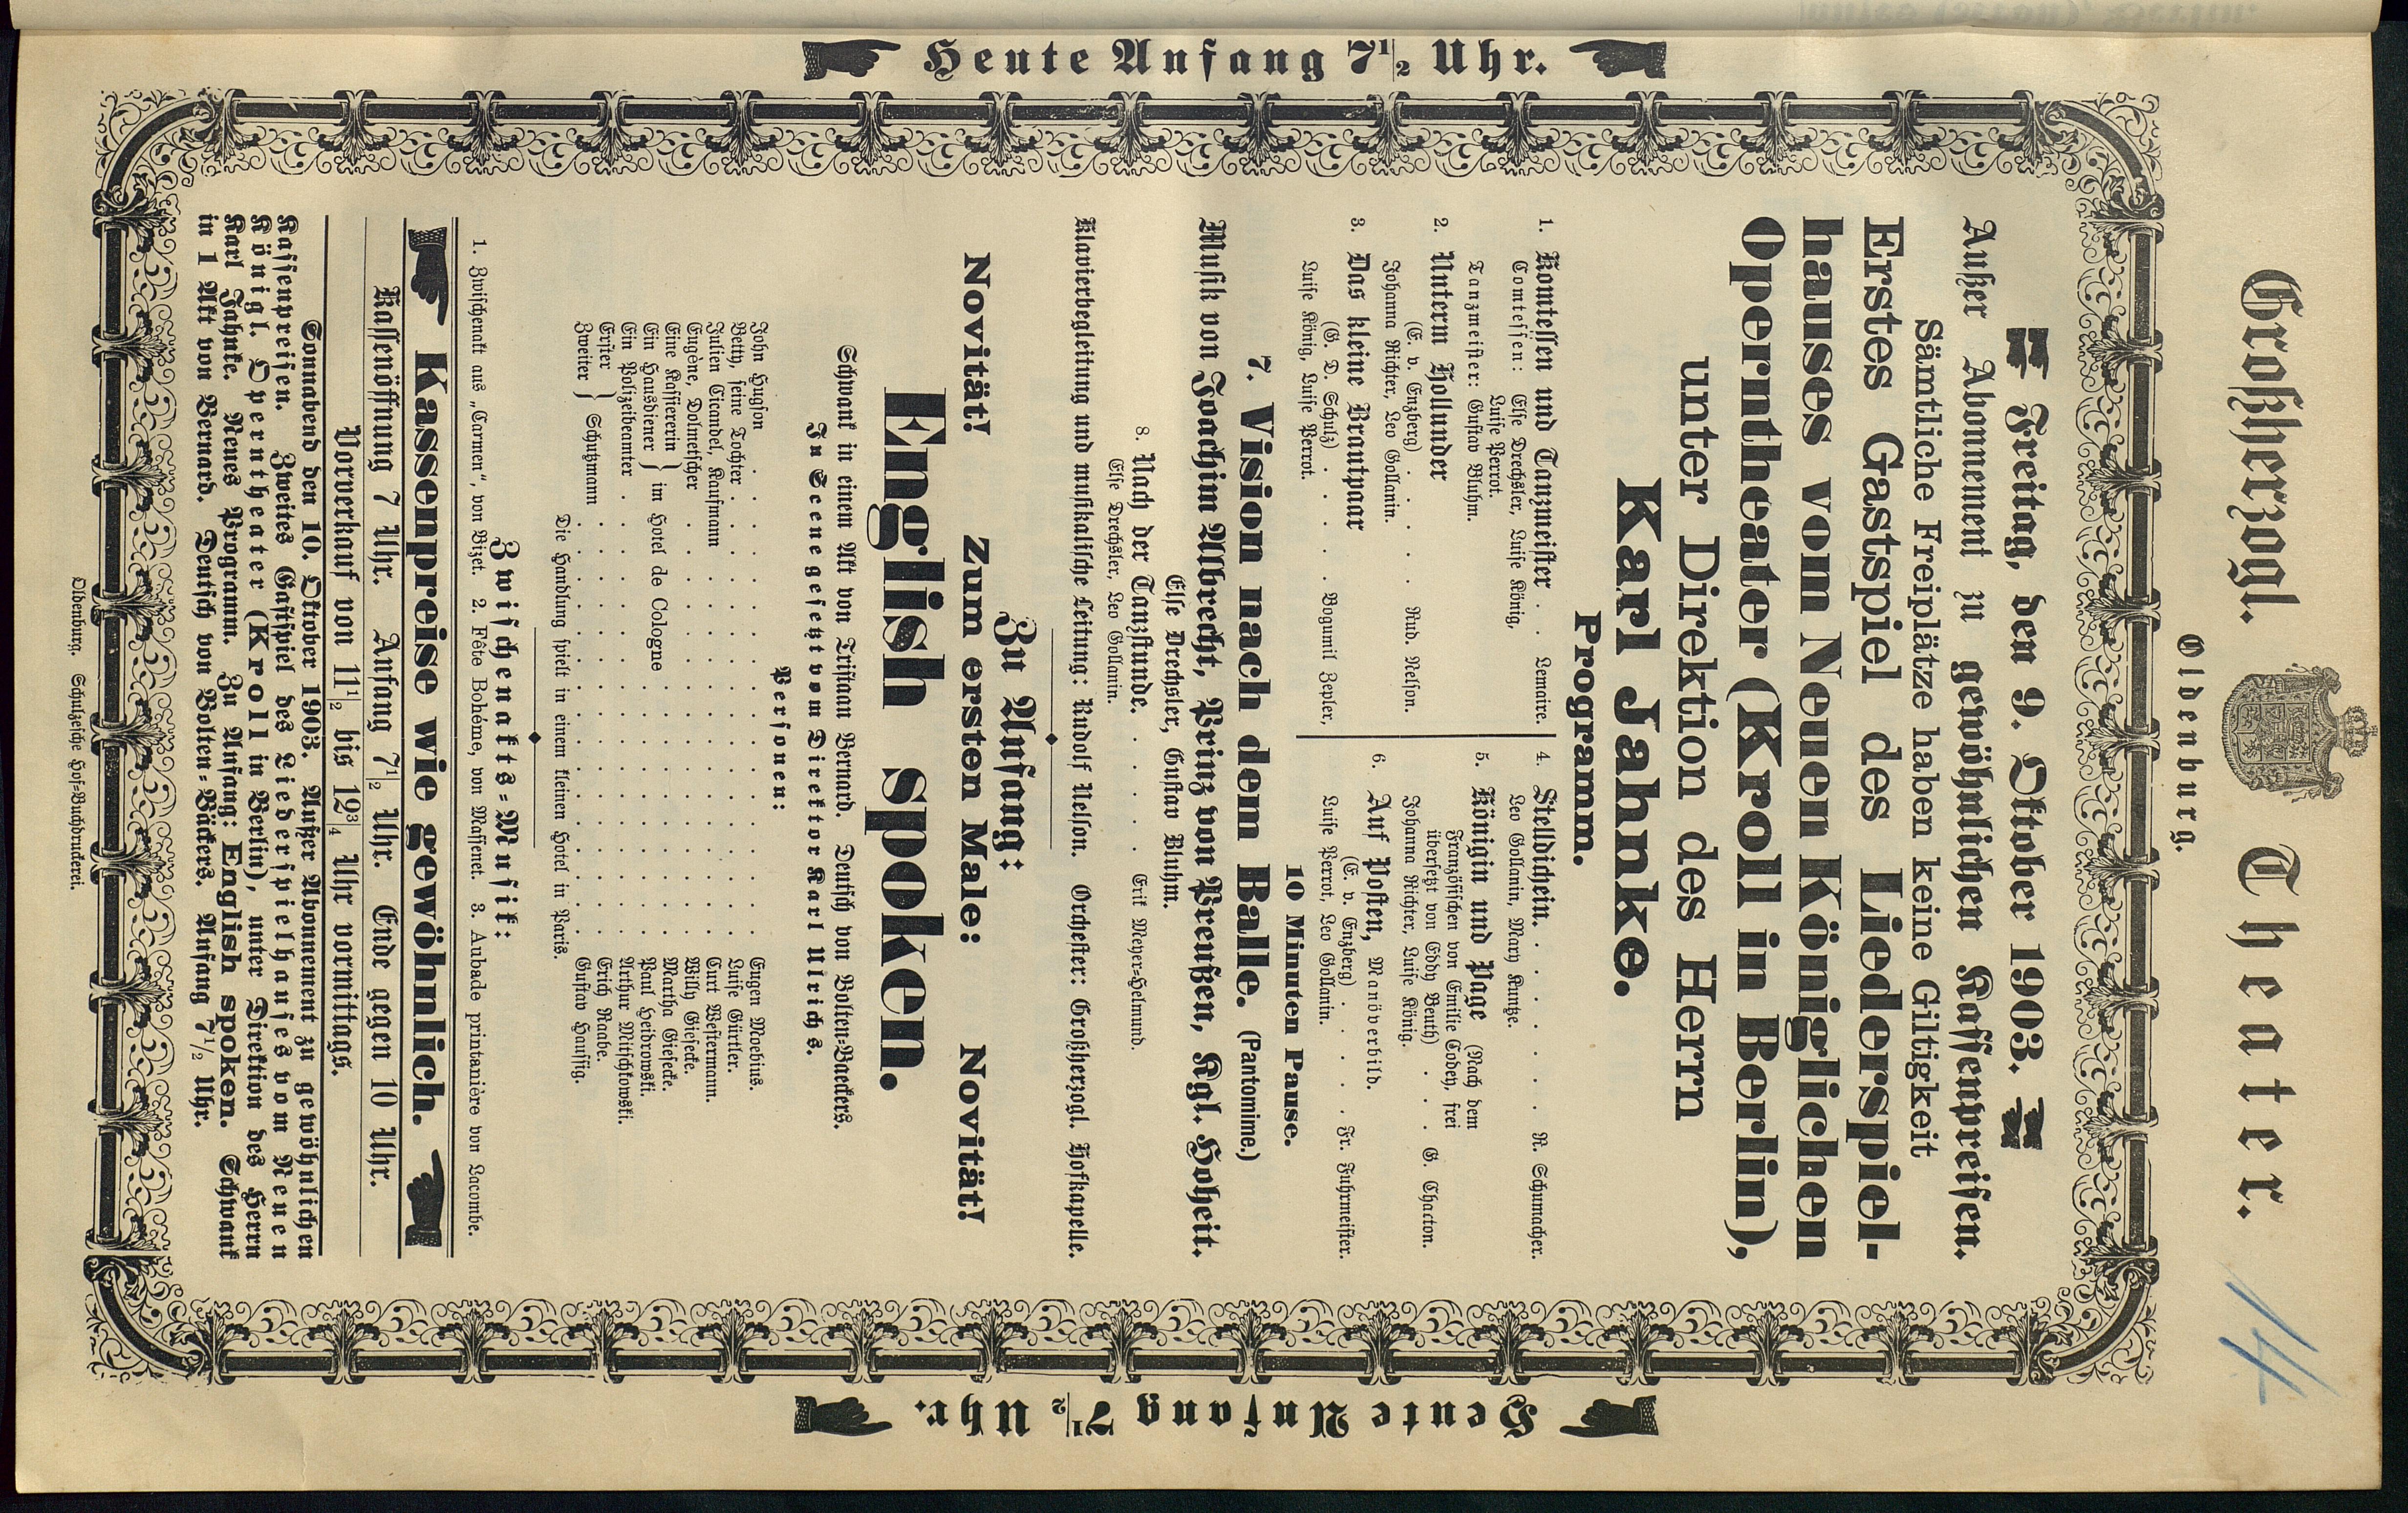 Großherzogl. Theater.
Oldenburg.
14
Heute Anfang 7½ Uhr.
Freitag, den 9. Oktober 1903.
Außer Abonnement zu gewöhnlichen Kassenpreisen.
Sämtliche Freiplätze haben keine Giltigkeit
Erstes Gastspiel des Liederspiel-
hauses vom Neuen Königlichen
Operntheater (Kroll in Berlin),
unter Direktion des Herrn
Karl Jahnke.
Programm.
1. Komtessen und Tanzmeister . . Lemaire.
Comtessen: Else Drechsler, Luise König,
Luise Perrot.
Tanzmeister: Gustav Bluhm.
2. Untern Hollunder
(E. v. Enzberg) . . . . Rud. Nelson.
Johanna Richter, Leo Gollanin.
3. Das kleine Brautpaar
(G. D. Schulz) . . . . Bogumil Zepler,
Luise König, Luise Perrot.
4. Stelldichein. . . . . . . R. Schumacher.
Leo Gollanin, Mary Kuntze.
5. Königin und Page (Nach dem
Französischen von Emilie Codey, frei
übersetzt von Eddy Beuth) . . . G. Charton.
Johanna Richter, Luise König.
6. Auf Posten, Manöverbild.
(E. v. Enzberg) . . . . Fr. Fuhrmeister.
Luise Perrot, Leo Gollanin.
10 Minuten Pause.
7. Vision nach dem Balle. (Pantomime.)
Musik von Joachim Albrecht, Prinz von Preußen, Kgl. Hoheit.
Else Drechsler, Gustav Bluhm.
8. Nach der Tanzstunde. . . . . . Erik Meyer-Helmund.
Else Drechsler, Leo Gollanin.
Klavierbegleitung und musikalische Leitung: Rudolf Nelson. Orchester: Großherzogl. Hofkapelle.
Zu Anfang:
Novität! Zum ersten Male: Novität!
English spoken.
Schwank in einem Akt von Tristaan Bernard. Deutsch von Bolten-Baeckers.
In Scene gesetzt vom Direktor Karl Ulrichs.
Personen:
John Hugson . . . . . . Eugen Moebius.
Betty, seine Tochter . . . . . . Luise Gürtler.
Julien Cicandel, Kaufmann . . . . . . Curt Westermann.
Eugène, Dolmetscher . . . . . . Willy Giesecke.
Eine Kassiererin } im Hotel de Cologne . . . . . . Martha Giesecke.
Ein Hausdiener . . . . . . Paul Heidrowski.
Ein Polizeibeamter . . . . . . Arthur Mitschkowski.
Erster } Schutzmann . . . . . . Erich Raabe.
Zweiter . . . . . . Gustav Haussig.
Die Handlung spielt in einem kleinen Hotel in Paris.
Zwischenakts-Musik:
1. Zwischenakt aus „Carmen", von Bizet. 2. Fête Bohéme, von Massenet. 3. Aubade printanière von Lacombe.
Kassenpreise wie gewöhnlich.
Kassenöffnung 7 Uhr. Anfang 7½ Uhr. Ende gegen 10 Uhr.
Vorverkauf von 11½ bis 12¾ Uhr vormittags.
Sonnabend den 10. Oktober 1903. Außer Abonnement zu gewöhnlichen
Kassenpreisen. Zweites Gastspiel des Liederspielhauses vom Neuen
Königl. Operntheater (Kroll in Berlin), unter Direktion des Herrn
Karl Jahnke. Neues Programm. Zu Anfang: English spoken. Schwank
in 1 Akt von Bernard. Deutsch von Bolten-Bäckers. Anfang 7½ Uhr.
Oldenburg. Schulzesche Hof-Buchdruckerei.
Heute Anfang 7½ Uhr.